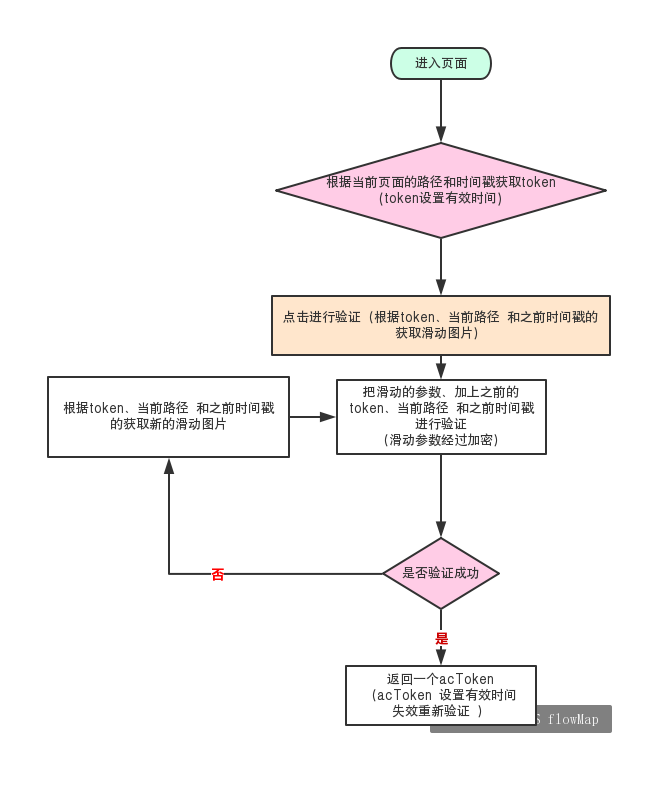 进入页面
根据当前页面的路径和时间戳获取token
(token设置有效时间)
点击进行验证 (根据token、当前路径 和之前时间戳的
获取滑动图片)
把滑动的参数、加上之前的
token、当前路径 和之前时间戳
进行验证
(滑动参数经过加密)
根据token、当前路径 和之前时间戳
的获取新的滑动图片
是否验证成功
否
是
返回一个acToken
(acToken 设置有效时间
失效重新验证 )
flowMap